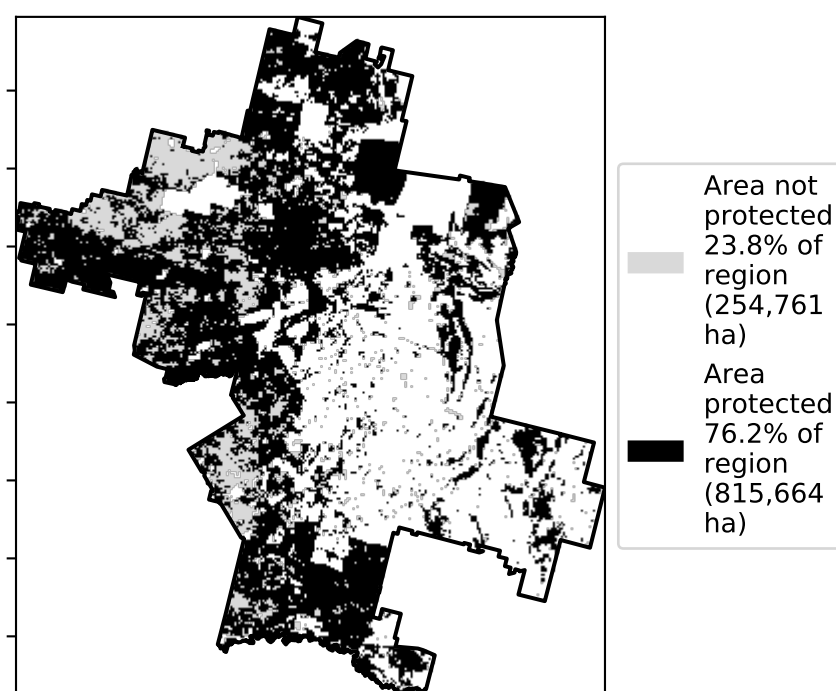 Area not
protected
23.8% of
region
(254,761
ha)
Area
protected
76.2% of
region
(815,664
ha)